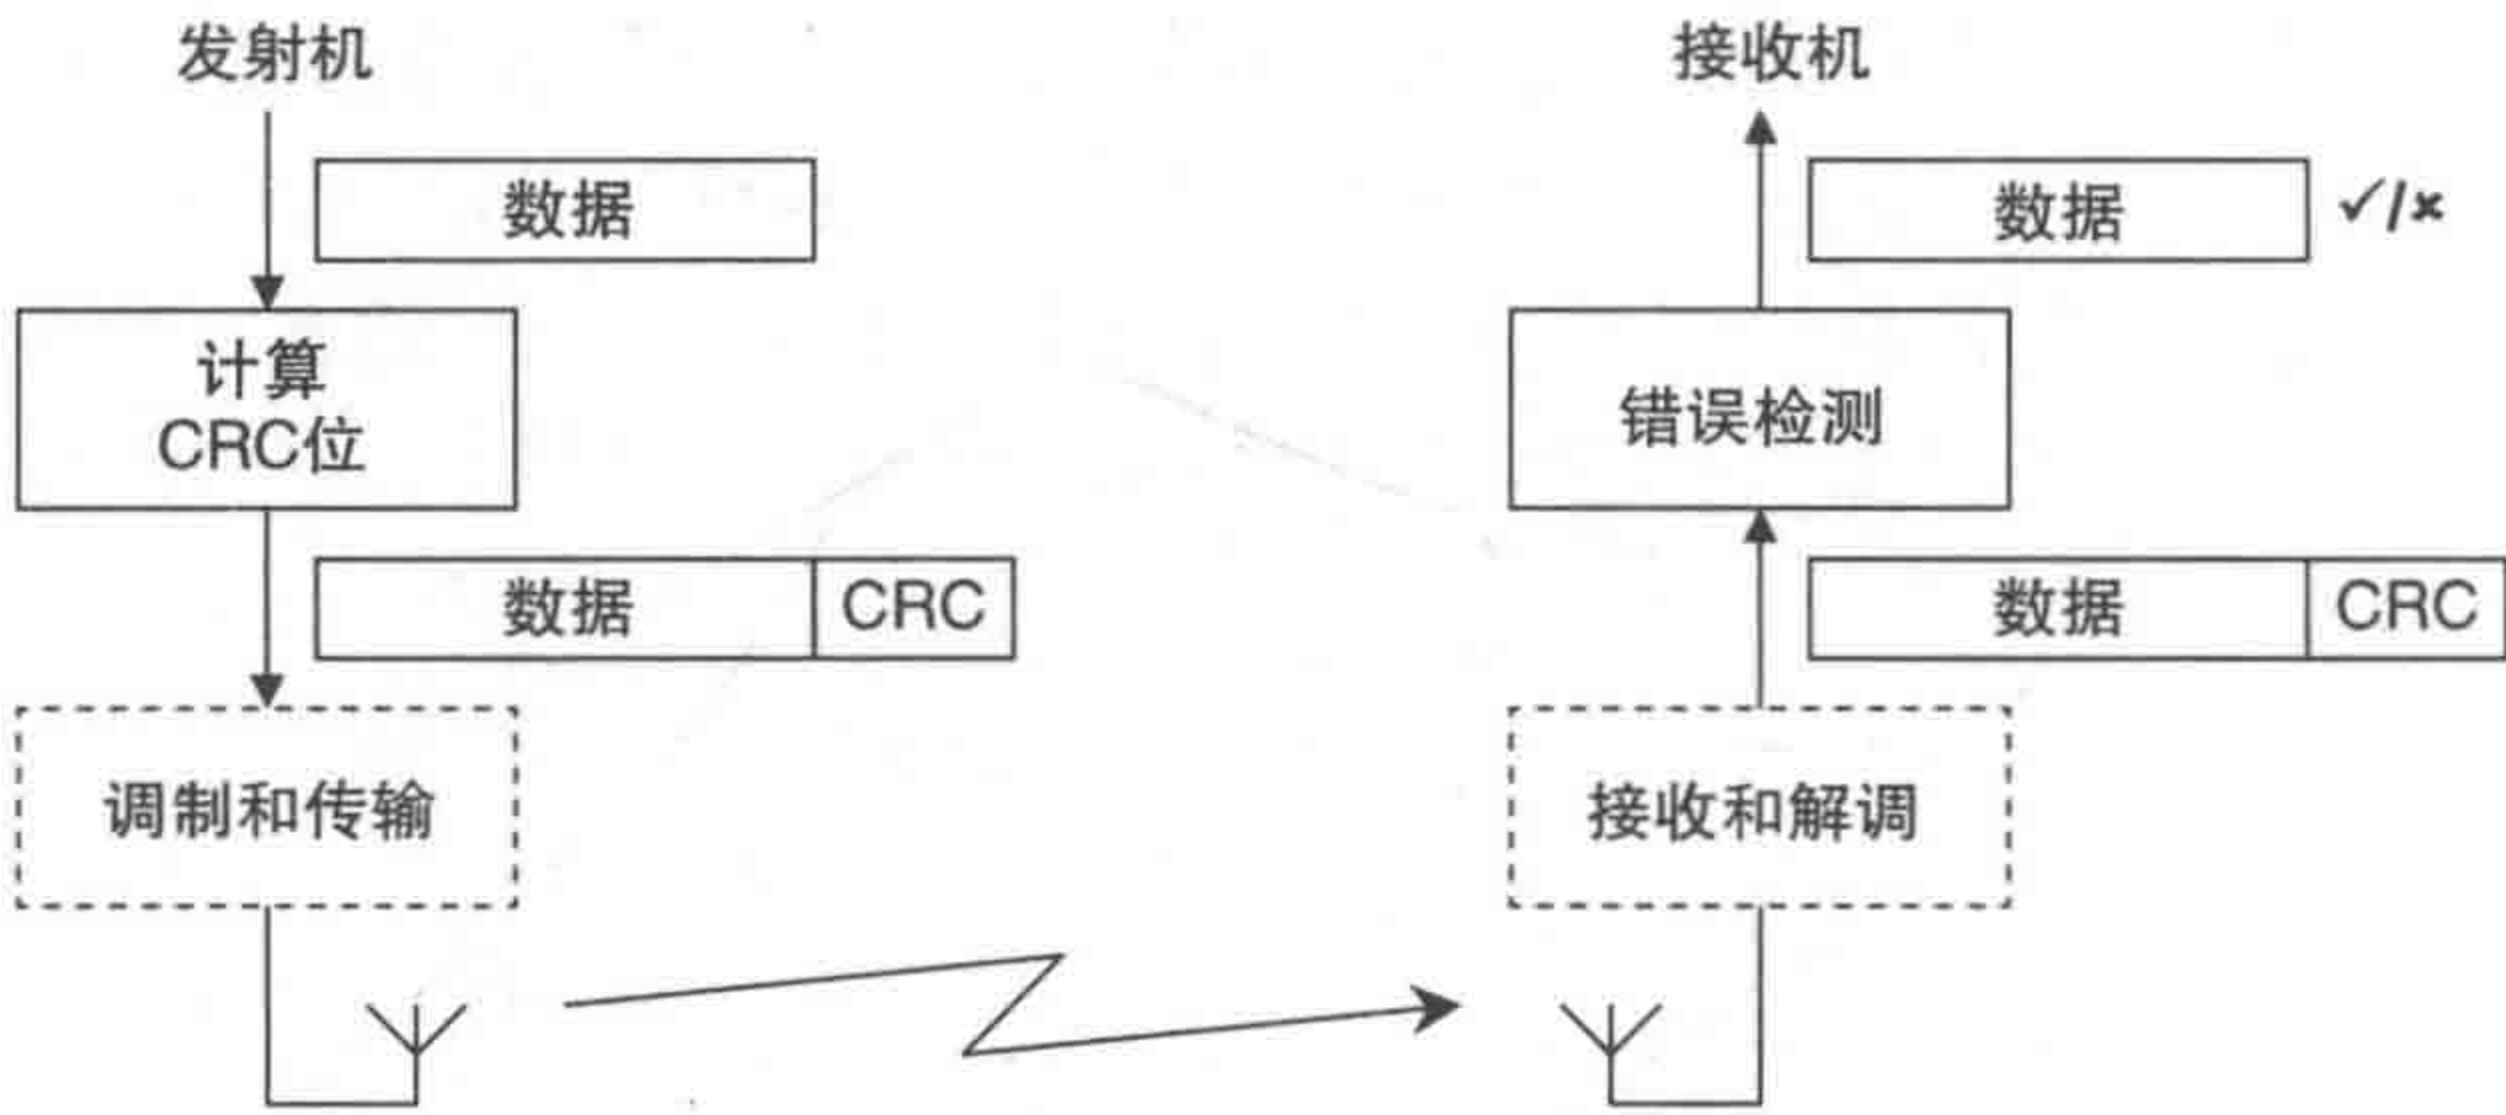 发射机
数据
计算
CRC位
数据 CRC
调制和传输
接收机
数据 ✓/×
错误检测
数据 CRC
接收和解调